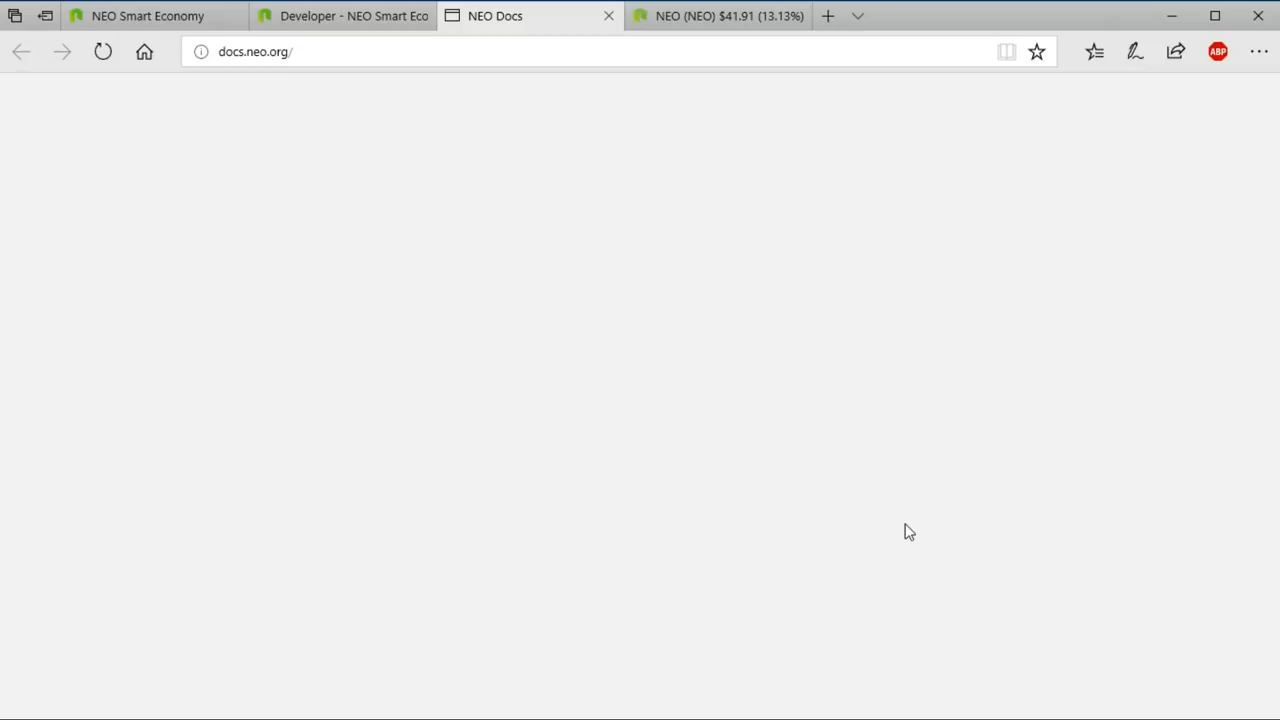 NEO Smart Economy
Developer - NEO Smart Eco
NEO Docs
NEO (NEO) $41.91 (13.13%)
docs.neo.org/
ABP